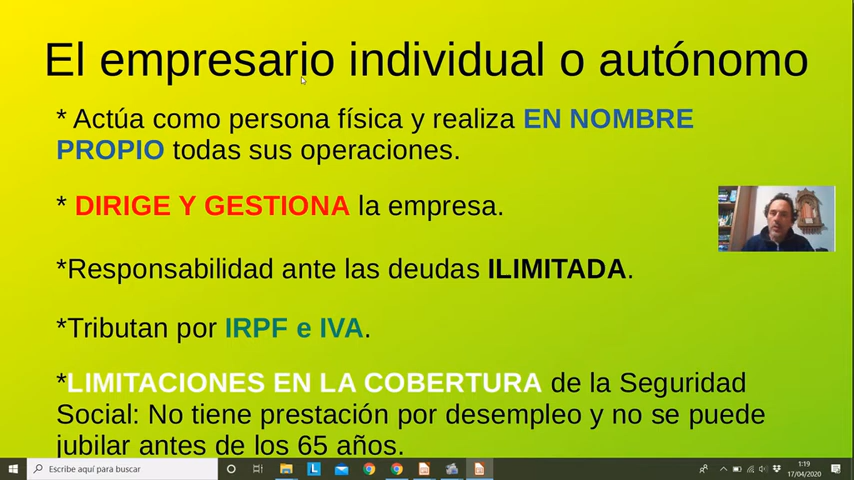 El empresario individual o autónomo
* Actúa como persona física y realiza EN NOMBRE
PROPIO todas sus operaciones.
* DIRIGE Y GESTIONA la empresa.
*Responsabilidad ante las deudas ILIMITADA.
*Tributan por IRPF e IVA.
*LIMITACIONES EN LA COBERTURA de la Seguridad
Social: No tiene prestación por desempleo y no se puede
jubilar antes de los 65 años.
Escribe aquí para buscar
1:19
17/04/2020